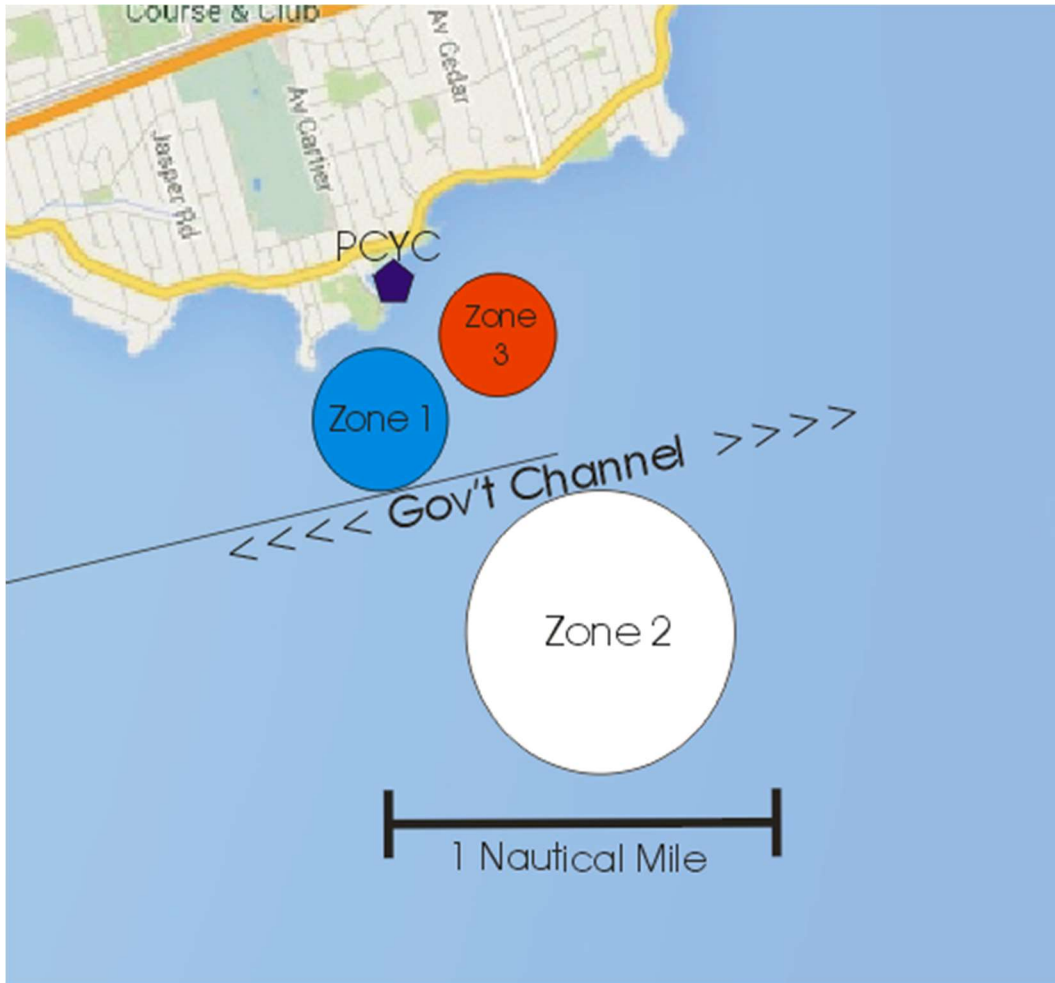 Course & Club
Av Cedar
Av Cartier
Jasper Rd
PCYC
Zone
3
Zone 1
>>>>
Gov't Channel
<<<<
Zone 2
1 Nautical Mile